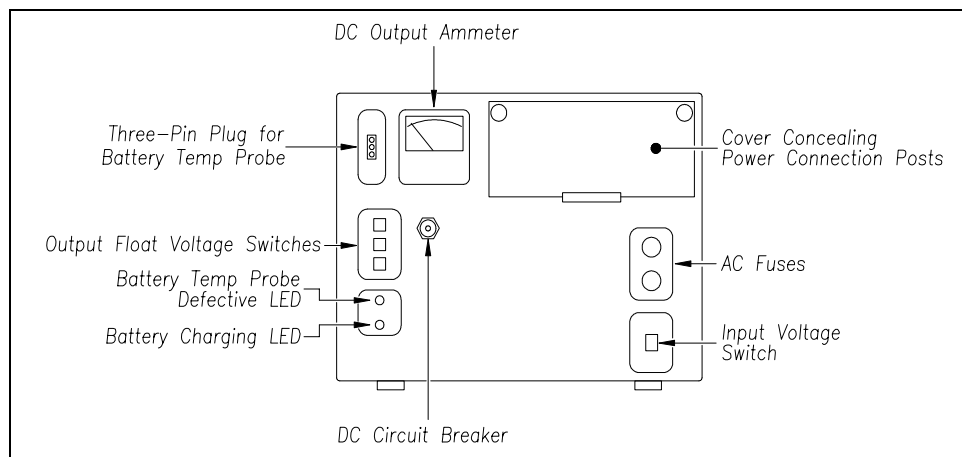 DC Output Ammeter
Three-Pin Plug for
Battery Temp Probe
Cover Concealing
Power Connection Posts
Output Float Voltage Switches
AC Fuses
Battery Temp Probe
Defective LED
Battery Charging LED
Input Voltage
Switch
DC Circuit Breaker